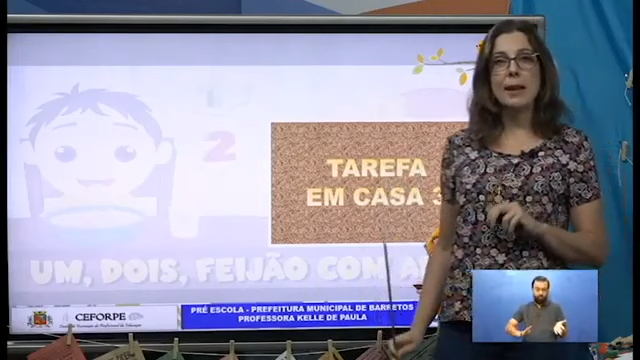 2
TAREFA
EM CASA 3
UM, DOIS, FEIJÃO COM A
CEFORPE
PRÉ ESCOLA - PREFEITURA MUNICIPAL DE BARRETOS
PROFESSORA KELLE DE PAULA